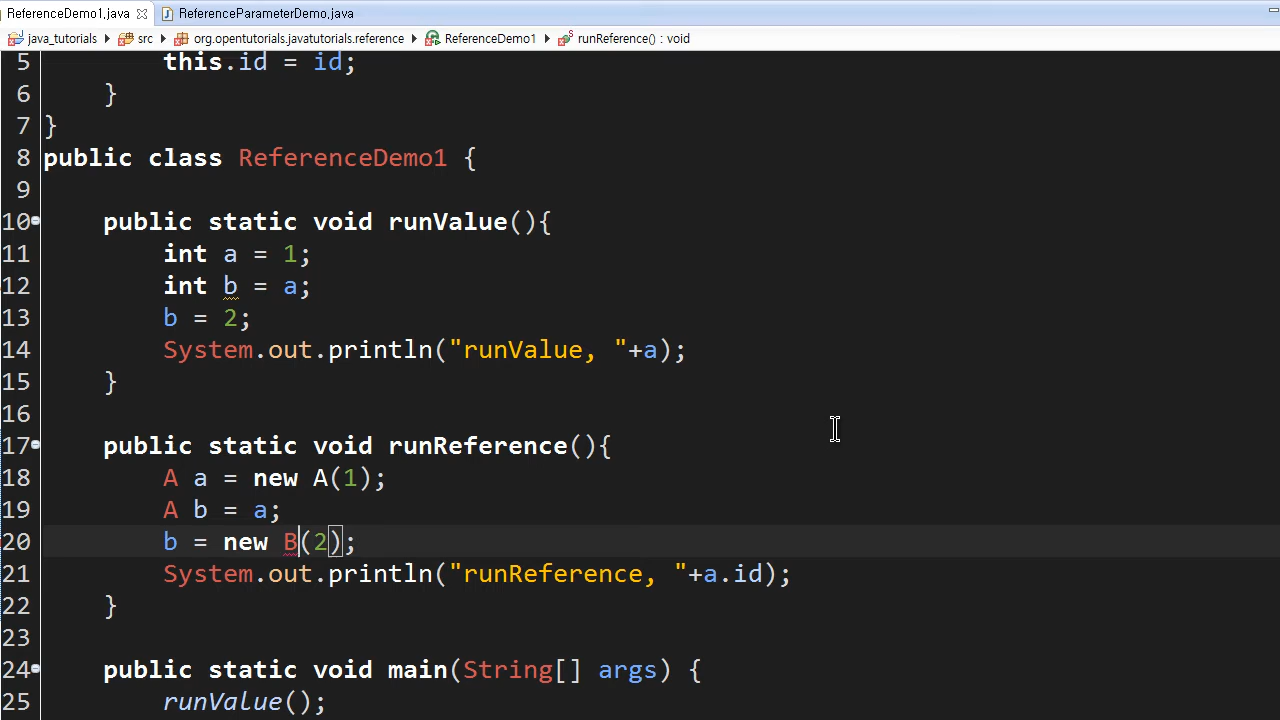 ReferenceDemo1.java ReferenceParameterDemo.java
java_tutorials src org.opentutorials.javatutorials.reference ReferenceDemo1 runReference() : void
5 this.id = id;
6 }
7 }
8 public class ReferenceDemo1 {
9
10 public static void runValue(){
11 int a = 1;
12 int b = a;
13 b = 2;
14 System.out.println("runValue, "+a);
15 }
16
17 public static void runReference(){
18 A a = new A(1);
19 A b = a;
20 b = new B(2);
21 System.out.println("runReference, "+a.id);
22 }
23
24 public static void main(String[] args) {
25 runValue();